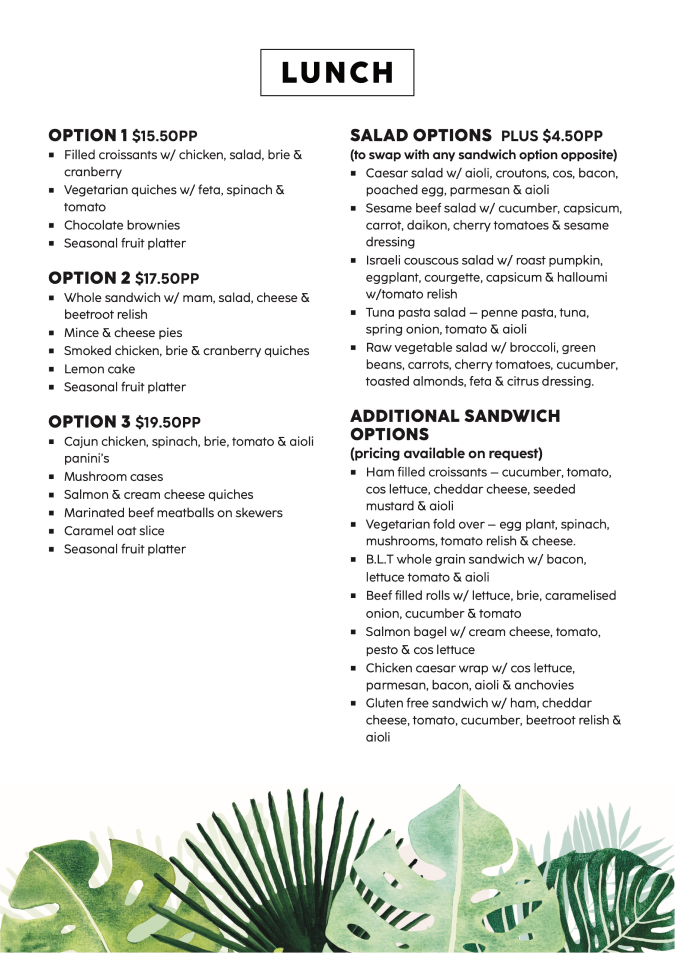 LUNCH
OPTION 1 $15.50PP
▪ Filled croissants w/ chicken, salad, brie &
cranberry
▪ Vegetarian quiches w/ feta, spinach &
tomato
▪ Chocolate brownies
▪ Seasonal fruit platter
OPTION 2 $17.50PP
▪ Whole sandwich w/ mam, salad, cheese &
beetroot relish
▪ Mince & cheese pies
▪ Smoked chicken, brie & cranberry quiches
▪ Lemon cake
▪ Seasonal fruit platter
OPTION 3 $19.50PP
▪ Cajun chicken, spinach, brie, tomato & aioli
panini's
▪ Mushroom cases
▪ Salmon & cream cheese quiches
▪ Marinated beef meatballs on skewers
▪ Caramel oat slice
▪ Seasonal fruit platter
SALAD OPTIONS PLUS $4.50PP
(to swap with any sandwich option opposite)
▪ Caesar salad w/ aioli, croutons, cos, bacon,
poached egg, parmesan & aioli
▪ Sesame beef salad w/ cucumber, capsicum,
carrot, daikon, cherry tomatoes & sesame
dressing
▪ Israeli couscous salad w/ roast pumpkin,
eggplant, courgette, capsicum & halloumi
w/tomato relish
▪ Tuna pasta salad – penne pasta, tuna,
spring onion, tomato & aioli
▪ Raw vegetable salad w/ broccoli, green
beans, carrots, cherry tomatoes, cucumber,
toasted almonds, feta & citrus dressing.
ADDITIONAL SANDWICH
OPTIONS
(pricing available on request)
▪ Ham filled croissants – cucumber, tomato,
cos lettuce, cheddar cheese, seeded
mustard & aioli
▪ Vegetarian fold over – egg plant, spinach,
mushrooms, tomato relish & cheese.
▪ B.L.T whole grain sandwich w/ bacon,
lettuce tomato & aioli
▪ Beef filled rolls w/ lettuce, brie, caramelised
onion, cucumber & tomato
▪ Salmon bagel w/ cream cheese, tomato,
pesto & cos lettuce
▪ Chicken caesar wrap w/ cos lettuce,
parmesan, bacon, aioli & anchovies
▪ Gluten free sandwich w/ ham, cheddar
cheese, tomato, cucumber, beetroot relish &
aioli